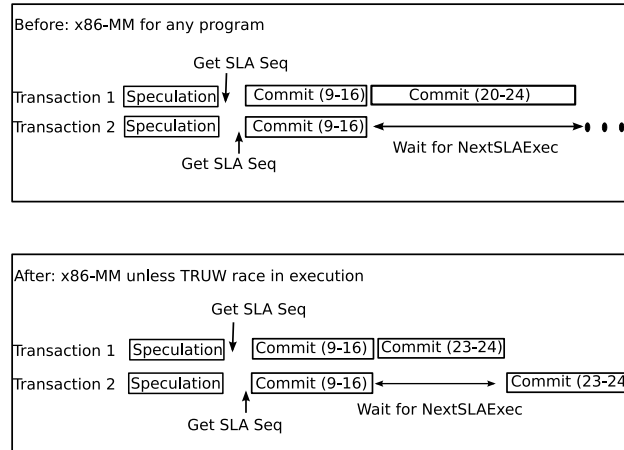 Before: x86-MM for any program
Get SLA Seq
Transaction 1 Speculation Commit (9-16) Commit (20-24)
Transaction 2 Speculation Commit (9-16)
Wait for NextSLAExec
Get SLA Seq
After: x86-MM unless TRUW race in execution
Get SLA Seq
Transaction 1 Speculation Commit (9-16) Commit (23-24)
Transaction 2 Speculation Commit (9-16) Commit (23-24
Wait for NextSLAExec
Get SLA Seq